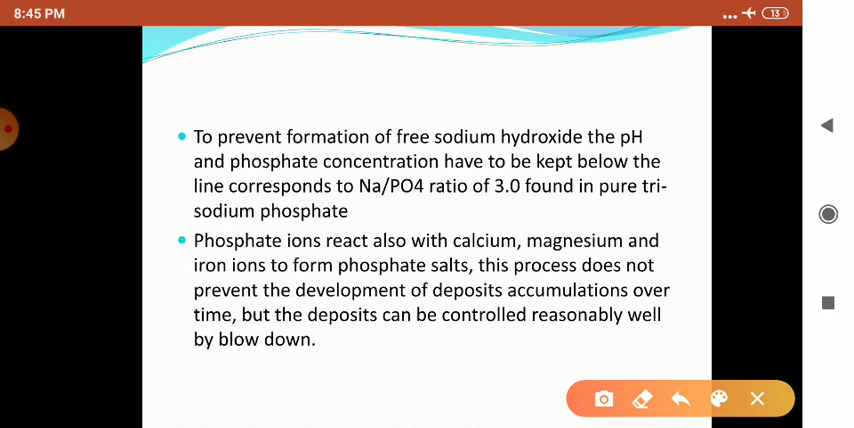 8:45 PM
13
To prevent formation of free sodium hydroxide the pH
and phosphate concentration have to be kept below the
line corresponds to Na/PO4 ratio of 3.0 found in pure tri-
sodium phosphate
Phosphate ions react also with calcium, magnesium and
iron ions to form phosphate salts, this process does not
prevent the development of deposits accumulations over
time, but the deposits can be controlled reasonably well
by blow down.